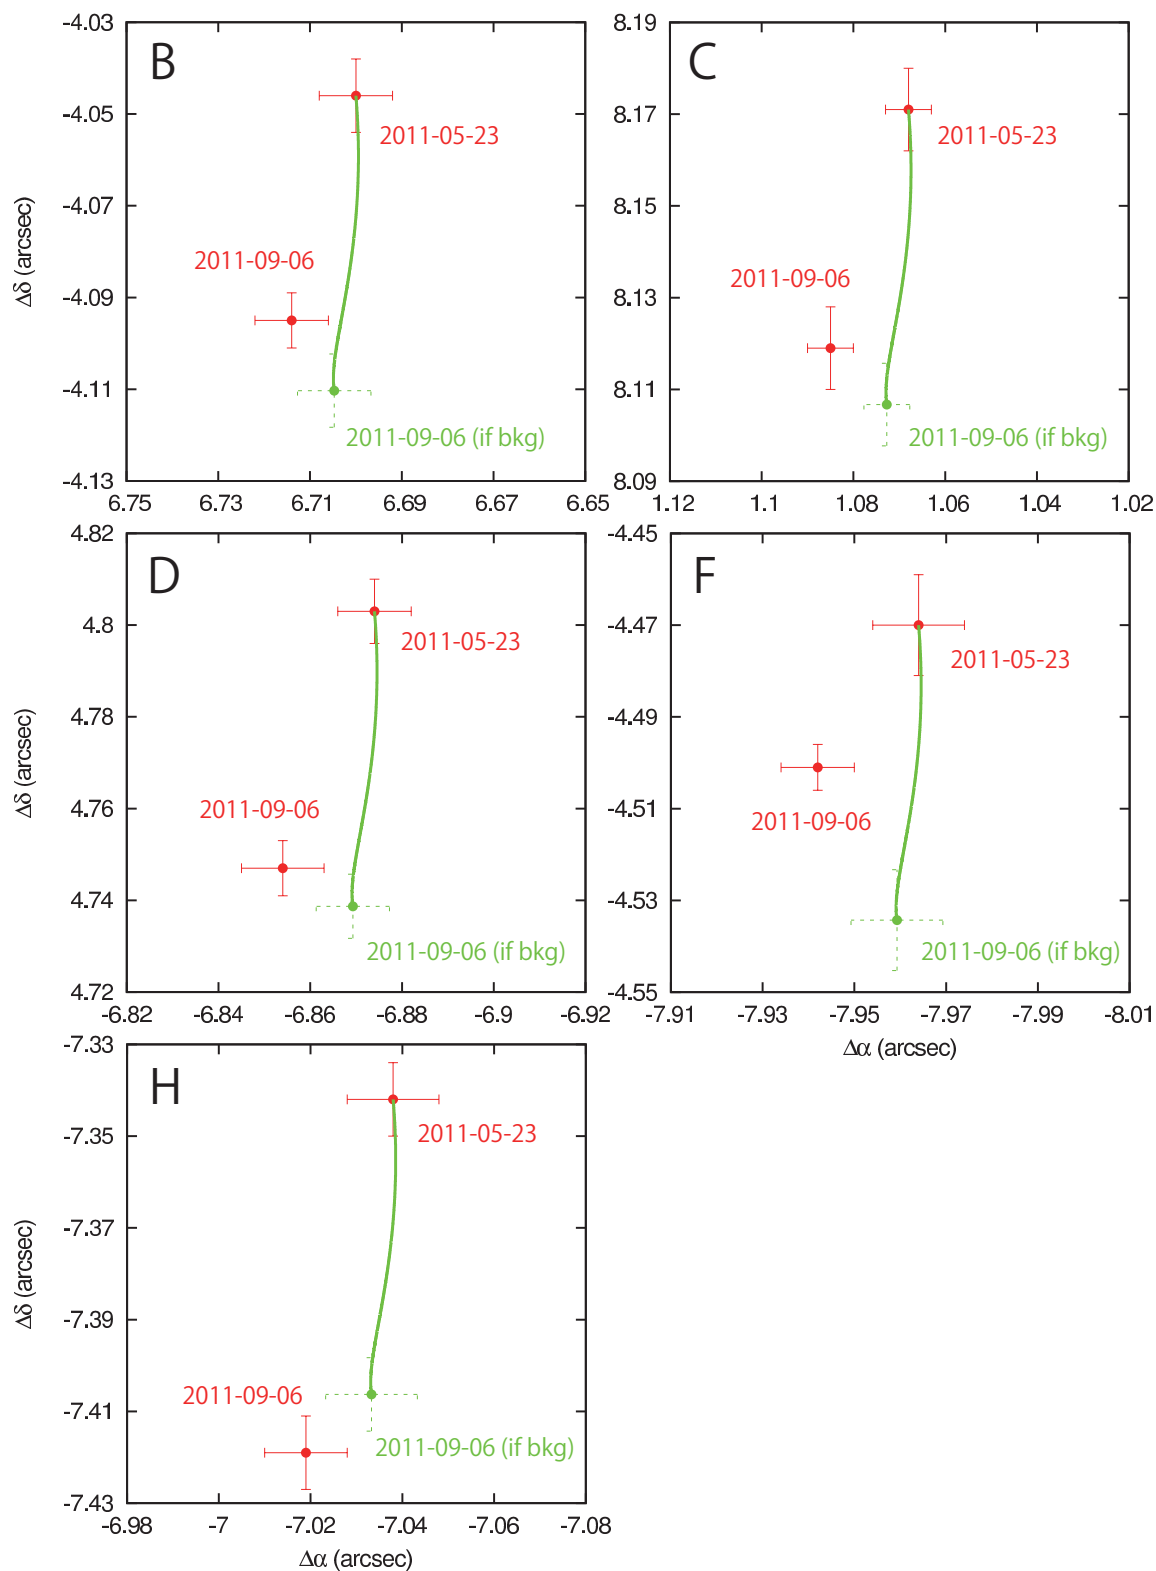 B
-4.03
-4.05
-4.07
-4.09
-4.11
-4.13
Δδ (arcsec)
2011-05-23
2011-09-06
2011-09-06 (if bkg)
6.75 6.73 6.71 6.69 6.67 6.65
C
8.19
8.17
8.15
8.13
8.11
8.09
2011-05-23
2011-09-06
2011-09-06 (if bkg)
1.12 1.1 1.08 1.06 1.04 1.02
D
4.82
4.8
4.78
4.76
4.74
4.72
Δδ (arcsec)
2011-05-23
2011-09-06
2011-09-06 (if bkg)
-6.82 -6.84 -6.86 -6.88 -6.9 -6.92
F
-4.45
-4.47
-4.49
-4.51
-4.53
-4.55
2011-05-23
2011-09-06
2011-09-06 (if bkg)
-7.91 -7.93 -7.95 -7.97 -7.99 -8.01
Δα (arcsec)
H
-7.33
-7.35
-7.37
-7.39
-7.41
-7.43
Δδ (arcsec)
2011-05-23
2011-09-06
2011-09-06 (if bkg)
-6.98 -7 -7.02 -7.04 -7.06 -7.08
Δα (arcsec)